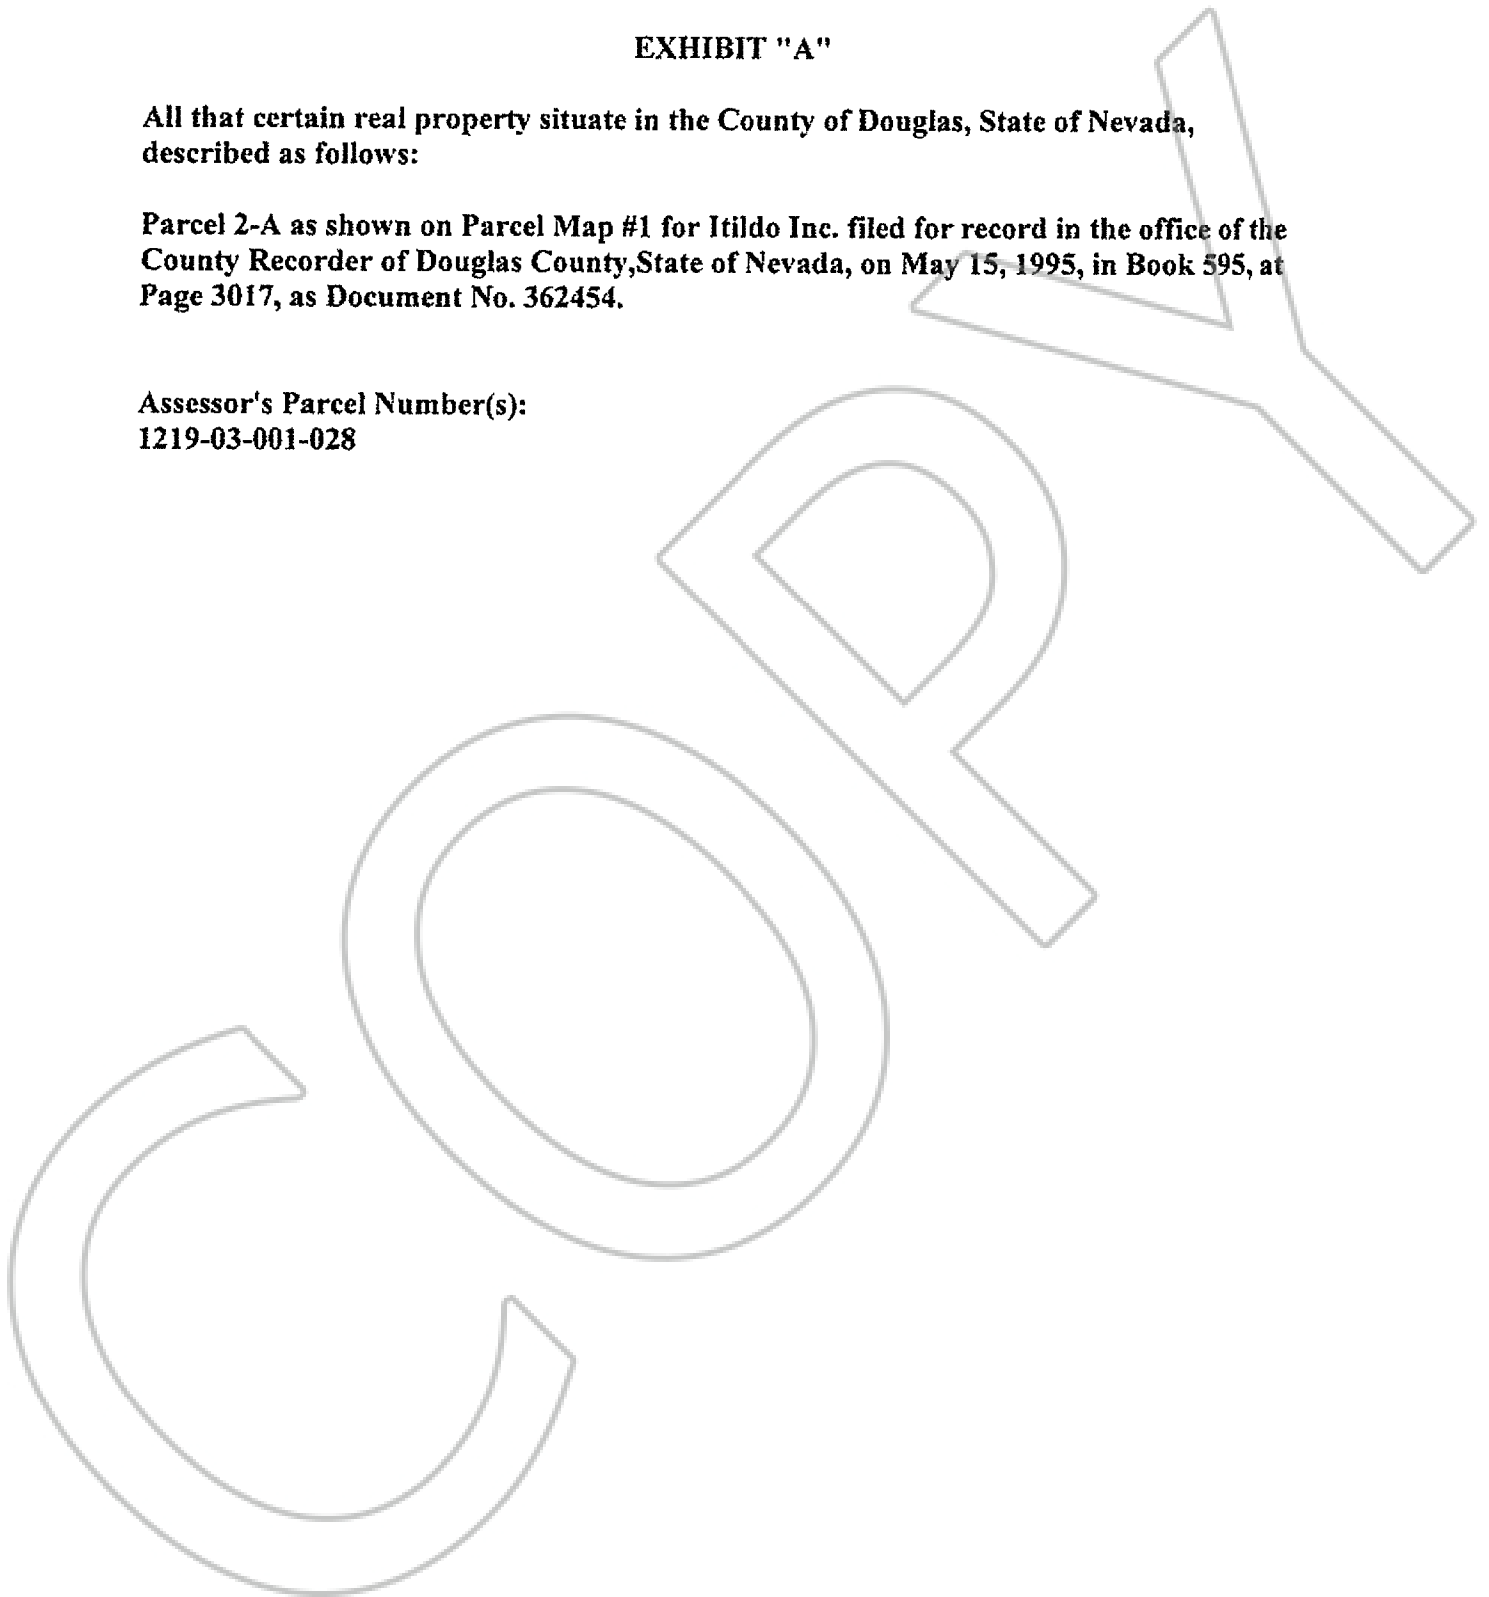 EXHIBIT "A"
All that certain real property situate in the County of Douglas, State of Nevada,
described as follows:
Parcel 2-A as shown on Parcel Map #1 for Itildo Inc. filed for record in the office of the
County Recorder of Douglas County,State of Nevada, on May 15, 1995, in Book 595, at
Page 3017, as Document No. 362454.
Assessor's Parcel Number(s):
1219-03-001-028
COPY